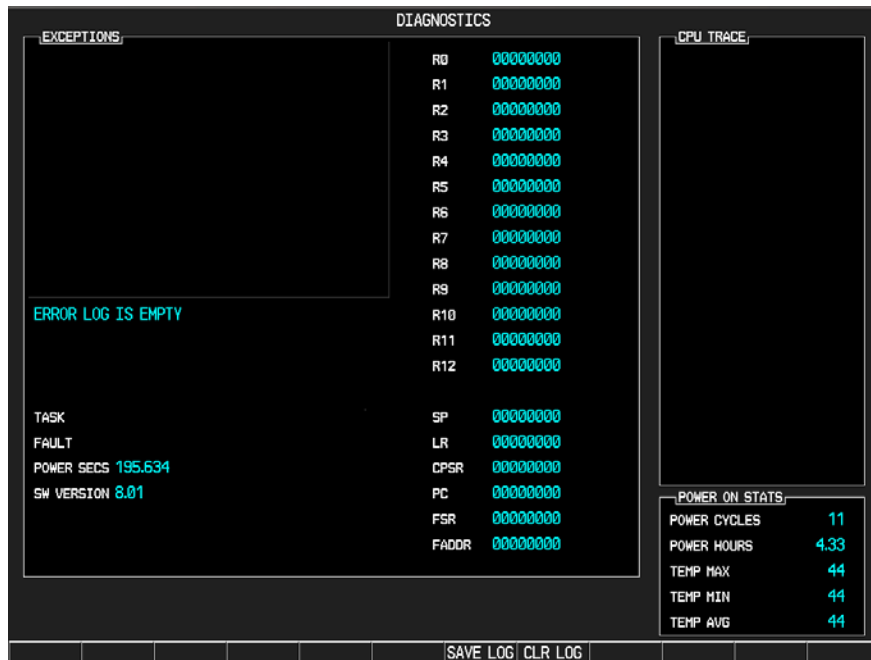 DIAGNOSTICS
EXCEPTIONS
ERROR LOG IS EMPTY
TASK
FAULT
POWER SECS 195.634
SW VERSION 8.01
R0 00000000
R1 00000000
R2 00000000
R3 00000000
R4 00000000
R5 00000000
R6 00000000
R7 00000000
R8 00000000
R9 00000000
R10 00000000
R11 00000000
R12 00000000
SP 00000000
LR 00000000
CPSR 00000000
PC 00000000
FSR 00000000
FADDR 00000000
CPU TRACE
POWER ON STATS
POWER CYCLES 11
POWER HOURS 4.33
TEMP MAX 44
TEMP MIN 44
TEMP AVG 44
SAVE LOG CLR LOG